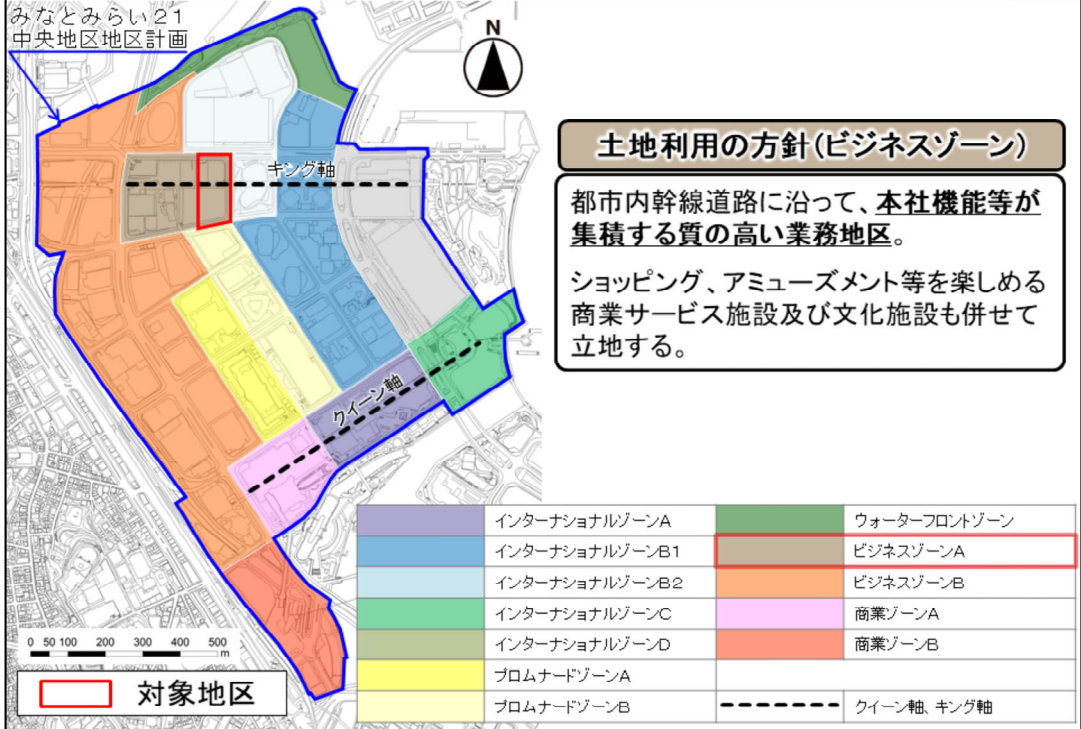 みなとみらい21
中央地区地区計画
N
キング軸
クイーン軸
土地利用の方針(ビジネスゾーン)
都市内幹線道路に沿って、本社機能等が
集積する質の高い業務地区。
ショッピング、アミューズメント等を楽しめる
商業サービス施設及び文化施設も併せて
立地する。
インターナショナルゾーンA
ウォーターフロントゾーン
インターナショナルゾーンB1
ビジネスゾーンA
インターナショナルゾーンB2
ビジネスゾーンB
インターナショナルゾーンC
商業ゾーンA
インターナショナルゾーンD
商業ゾーンB
プロムナードゾーンA
プロムナードゾーンB
クイーン軸、キング軸
0 50 100 200 300 400 500
m
対象地区